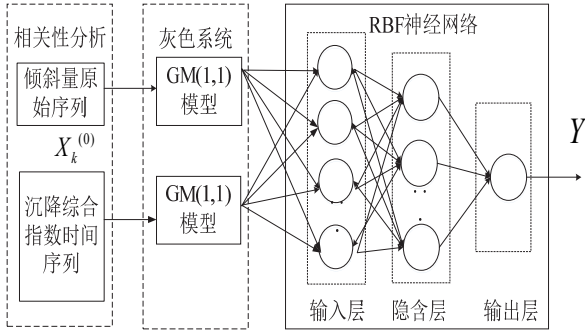 相关性分析
倾斜量原
始序列
X_k^(0)
沉降综合
指数时间
序列
灰色系统
GM(1,1)
模型
GM(1,1)
模型
RBF神经网络
输入层
隐含层
输出层
Y